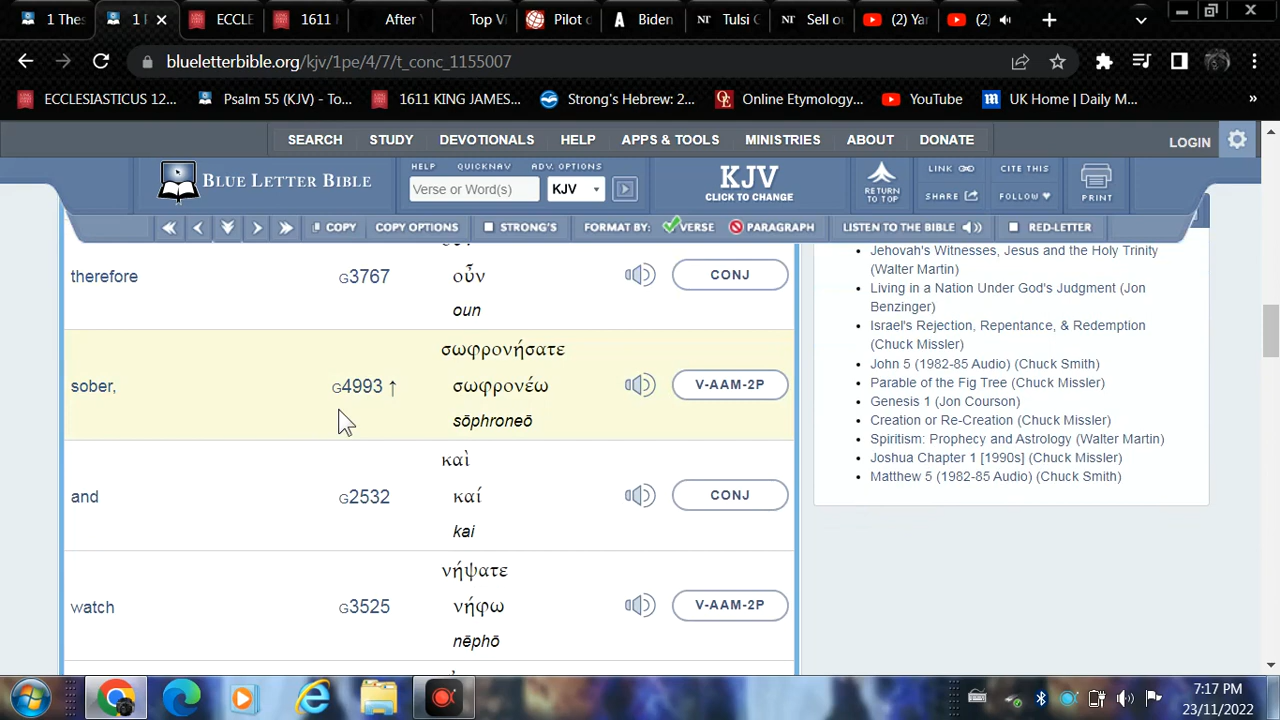 1 Thes
1
ECCLE
1611
After
Top V
Pilot o
Biden
Tulsi
Sell o
(2) Yar
(2)
blueletterbible.org/kjv/1pe/4/7/t_conc_1155007
ECCLESIASTICUS 12...
Psalm 55 (KJV) - To...
1611 KING JAMES...
Strong's Hebrew: 2...
Online Etymology...
YouTube
UK Home | Daily M...
»
SEARCH STUDY DEVOTIONALS HELP APPS & TOOLS MINISTRIES ABOUT DONATE
LOGIN
BLUE LETTER BIBLE
HELP QUICKNAV ADV. OPTIONS
Verse or Word(s)
KJV
KJV
CLICK TO CHANGE
RETURN
TO TOP
LINK
SHARE
CITE THIS
FOLLOW
PRINT
COPY COPY OPTIONS STRONG'S FORMAT BY: VERSE PARAGRAPH LISTEN TO THE BIBLE RED-LETTER
therefore G3767 οὖν CONJ
oun
σωφρονήσατε
sober, G4993 ↑ σωφρονέω V-AAM-2P
sōphroneō
καὶ
and G2532 καί CONJ
kai
νήψατε
watch G3525 νήφω V-AAM-2P
nēphō
Jehovah's Witnesses, Jesus and the Holy Trinity
(Walter Martin)
Living in a Nation Under God's Judgment (Jon
Benzinger)
Israel's Rejection, Repentance, & Redemption
(Chuck Missler)
John 5 (1982-85 Audio) (Chuck Smith)
Parable of the Fig Tree (Chuck Missler)
Genesis 1 (Jon Courson)
Creation or Re-Creation (Chuck Missler)
Spiritism: Prophecy and Astrology (Walter Martin)
Joshua Chapter 1 [1990s] (Chuck Missler)
Matthew 5 (1982-85 Audio) (Chuck Smith)
7:17 PM
23/11/2022